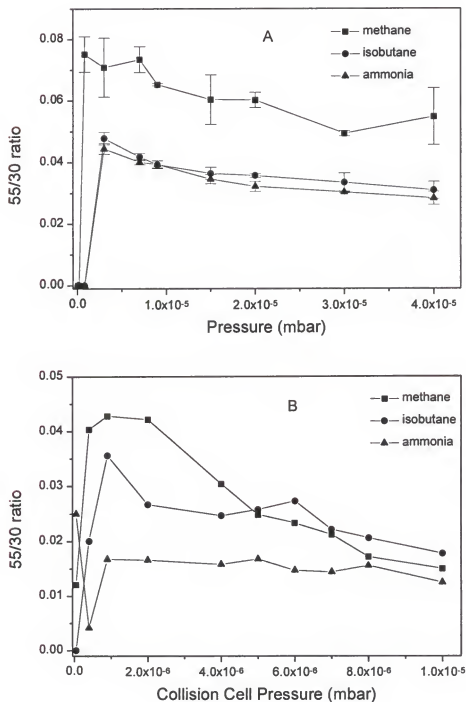 0.08
A
methane
isobutane
ammonia
0.06
0.04
0.02
0.00
55/30 ratio
0.0 1.0x10⁻⁵ 2.0x10⁻⁵ 3.0x10⁻⁵ 4.0x10⁻⁵
Pressure (mbar)
0.05
B
methane
isobutane
ammonia
0.04
0.03
0.02
0.01
0.00
55/30 ratio
0.0 2.0x10⁻⁶ 4.0x10⁻⁶ 6.0x10⁻⁶ 8.0x10⁻⁶ 1.0x10⁻⁵
Collision Cell Pressure (mbar)